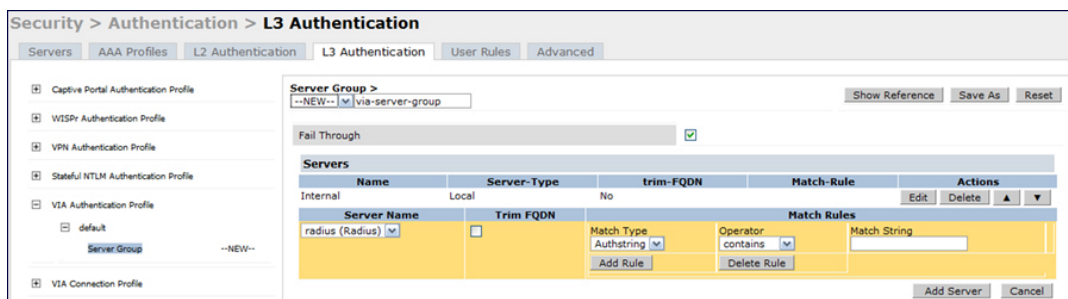 Security > Authentication > L3 Authentication
Servers AAA Profiles L2 Authentication L3 Authentication User Rules Advanced
Captive Portal Authentication Profile
WISPr Authentication Profile
VPN Authentication Profile
Stateful NTLM Authentication Profile
VIA Authentication Profile
default
Server Group --NEW--
VIA Connection Profile
Server Group >
--NEW-- via-server-group
Show Reference Save As Reset
Fail Through
Servers
Name Server-Type trim-FQDN Match-Rule Actions
Internal Local No Edit Delete ▲ ▼
Server Name Trim FQDN Match Rules
radius (Radius) Match Type Operator Match String
Authstring contains
Add Rule Delete Rule
Add Server Cancel